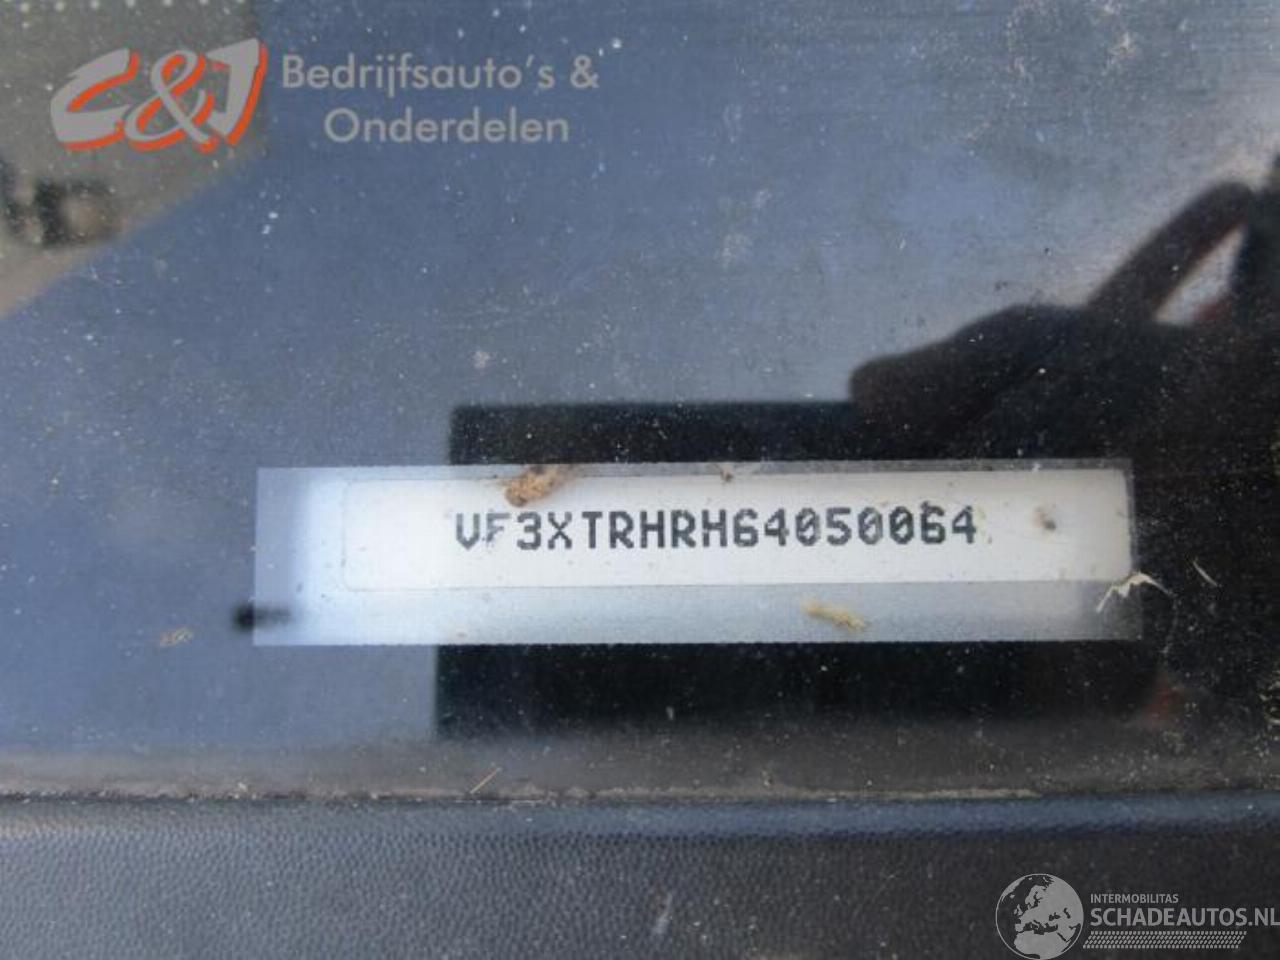 C&J Bedrijfsauto's &
Onderdelen
VF3XTRHRH64050064
INTERMOBILITAS
SCHADEAUTOS.NL